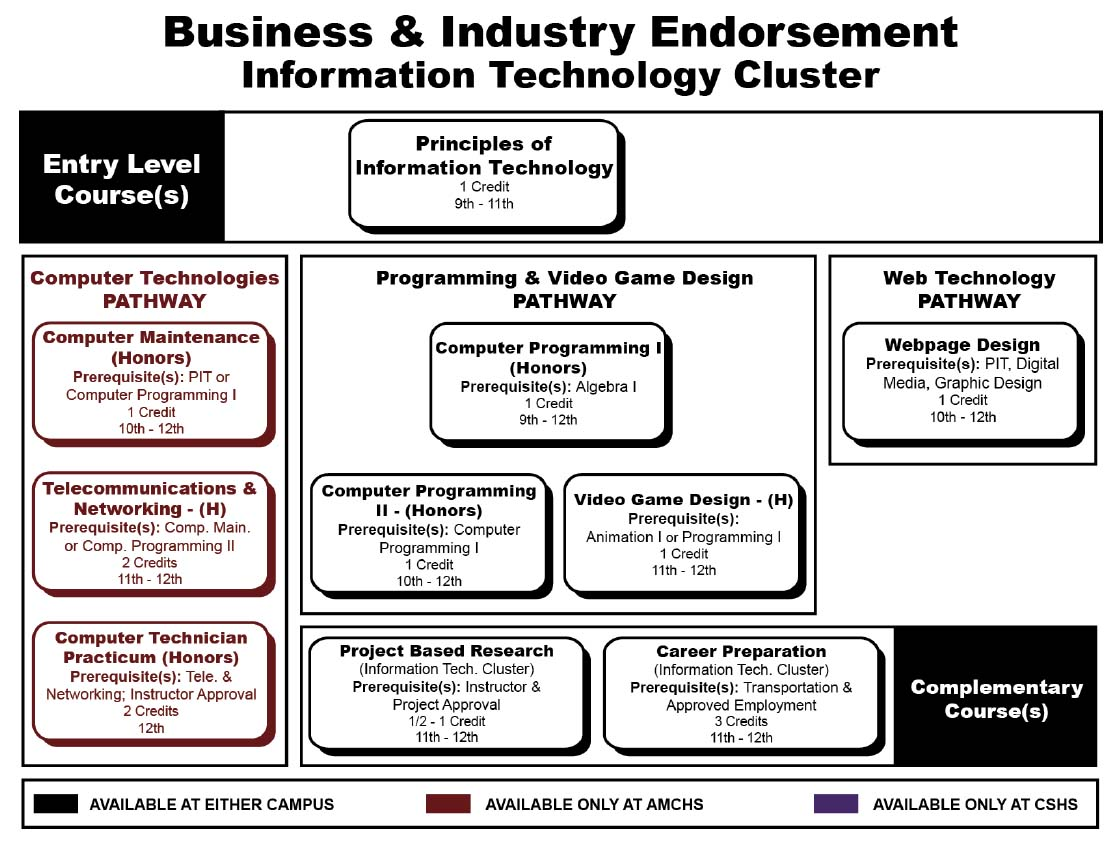 Business & Industry Endorsement
Information Technology Cluster
Entry Level
Course(s)
Principles of
Information Technology
1 Credit
9th - 11th
Computer Technologies
PATHWAY
Computer Maintenance
(Honors)
Prerequisite(s): PIT or
Computer Programming I
1 Credit
10th - 12th
Telecommunications &
Networking - (H)
Prerequisite(s): Comp. Main.
or Comp. Programming II
2 Credits
11th - 12th
Computer Technician
Practicum (Honors)
Prerequisite(s): Tele. &
Networking; Instructor Approval
2 Credits
12th
Programming & Video Game Design
PATHWAY
Computer Programming I
(Honors)
Prerequisite(s): Algebra I
1 Credit
9th - 12th
Computer Programming
II - (Honors)
Prerequisite(s): Computer
Programming I
1 Credit
10th - 12th
Video Game Design - (H)
Prerequisite(s):
Animation I or Programming I
1 Credit
11th - 12th
Web Technology
PATHWAY
Webpage Design
Prerequisite(s): PIT, Digital
Media, Graphic Design
1 Credit
10th - 12th
Project Based Research
(Information Tech. Cluster)
Prerequisite(s): Instructor &
Project Approval
1/2 - 1 Credit
11th - 12th
Career Preparation
(Information Tech. Cluster)
Prerequisite(s): Transportation &
Approved Employment
3 Credits
11th - 12th
Complementary
Course(s)
AVAILABLE AT EITHER CAMPUS
AVAILABLE ONLY AT AMCHS
AVAILABLE ONLY AT CSHS